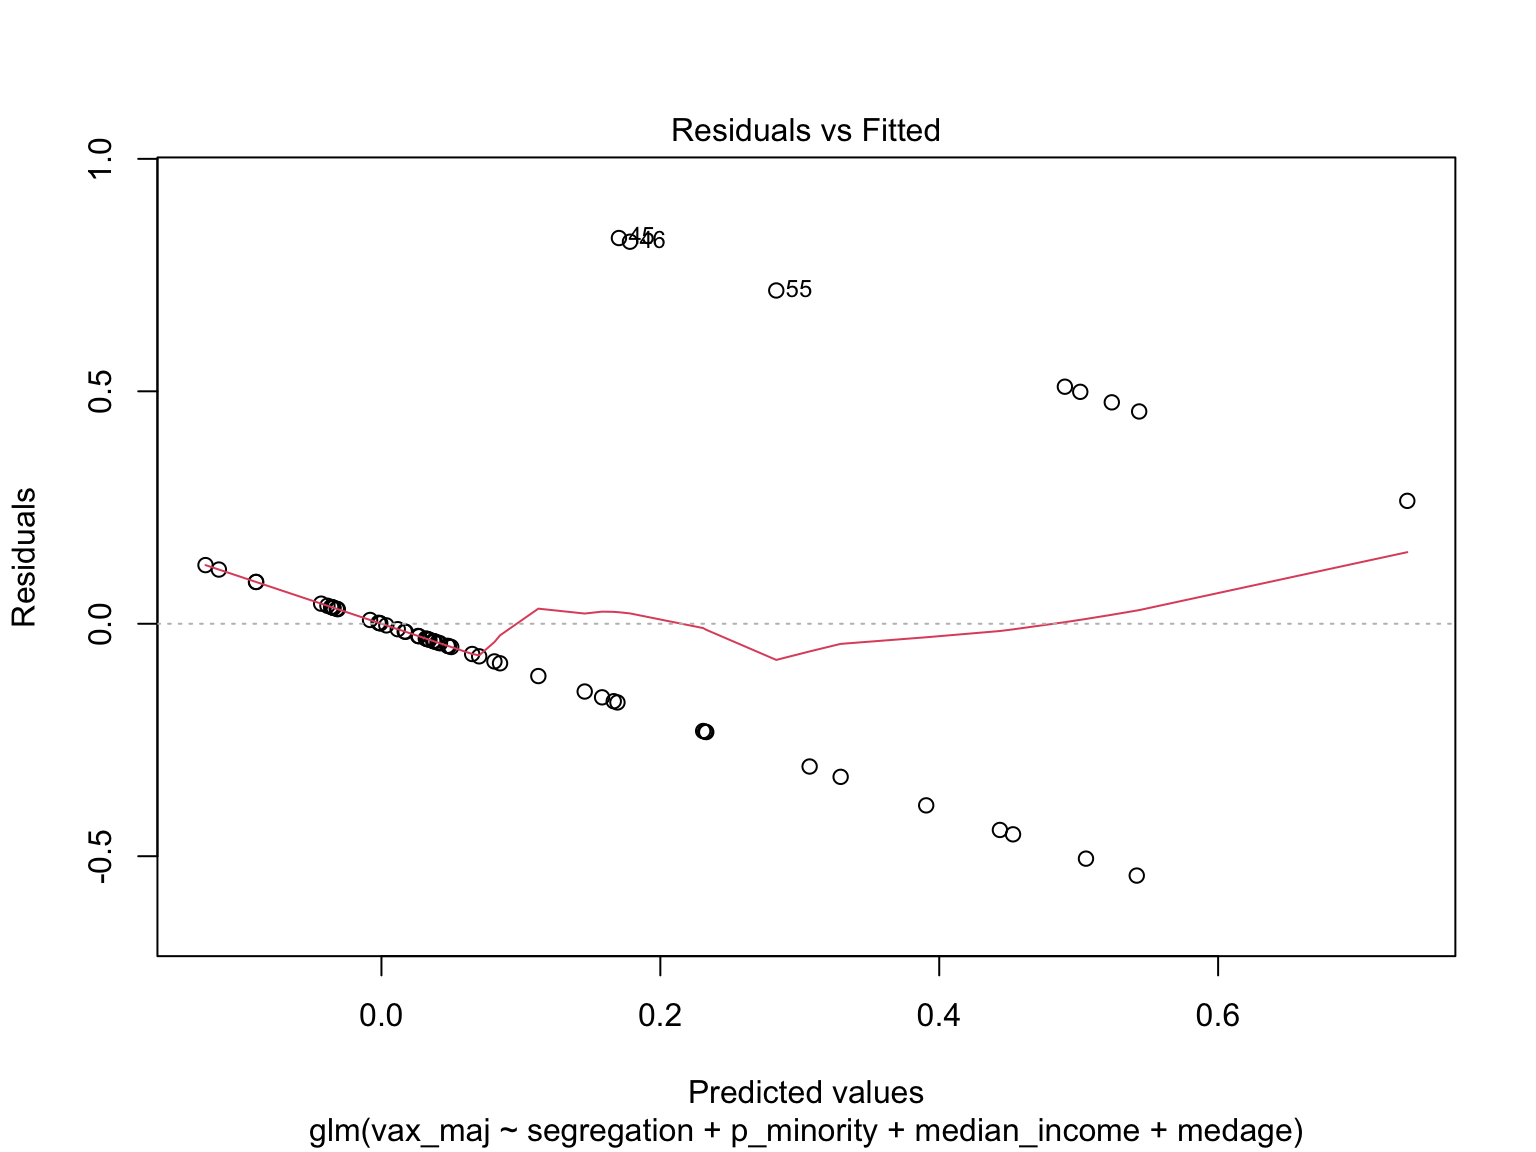 Residuals vs Fitted
1.0
0.5
0.0
-0.5
Residuals
45
46
55
0.0 0.2 0.4 0.6
Predicted values
glm(vax_maj ~ segregation + p_minority + median_income + medage)